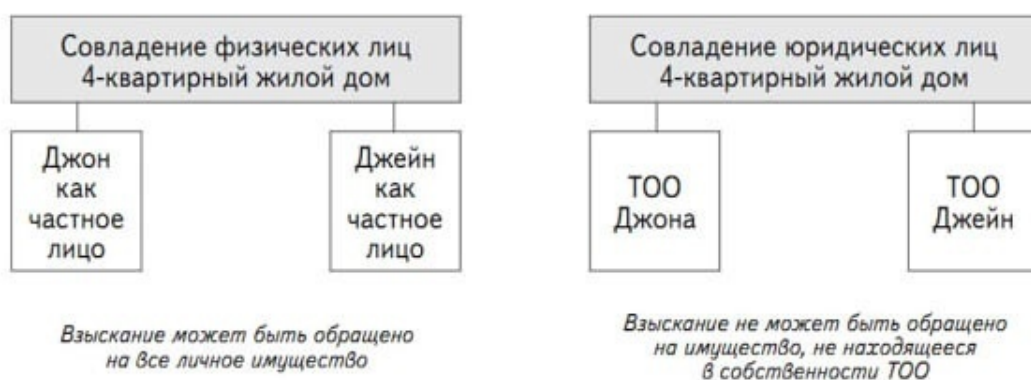 Совладение физических лиц
4-квартирный жилой дом
Джон
как
частное
лицо
Джейн
как
частное
лицо
Взыскание может быть обращено
на все личное имущество
Совладение юридических лиц
4-квартирный жилой дом
ТОО
Джона
ТОО
Джейн
Взыскание не может быть обращено
на имущество, не находящееся
в собственности ТОО